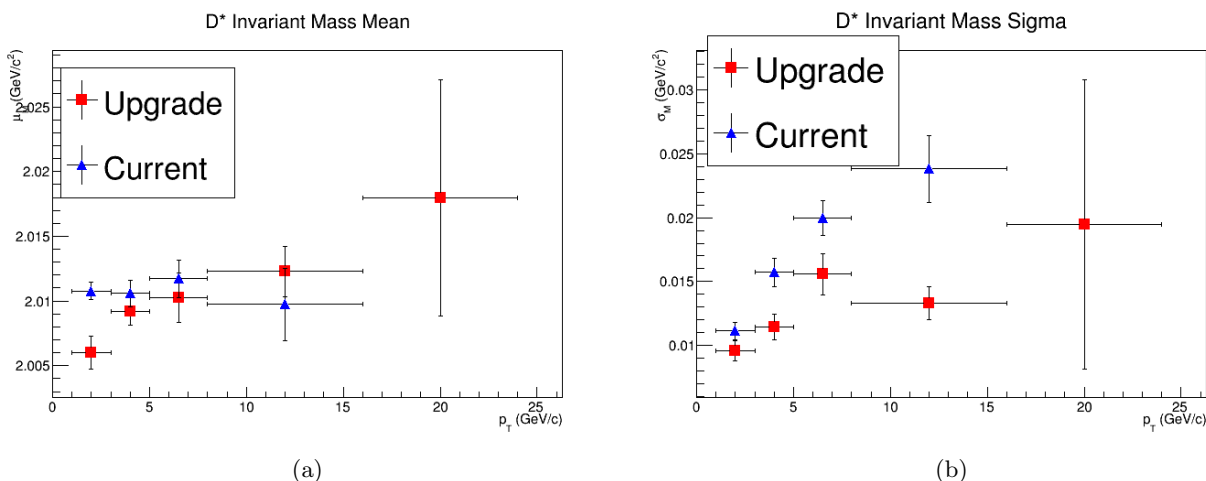 D* Invariant Mass Mean
(GeV/c²)
2.02
2.015
2.01
2.005
Upgrade
Current
0 5 10 15 20 25
p_T (GeV/c)
(a)
D* Invariant Mass Sigma
σ_M (GeV/c²)
0.03
0.025
0.02
0.015
0.01
Upgrade
Current
0 5 10 15 20 25
p_T (GeV/c)
(b)